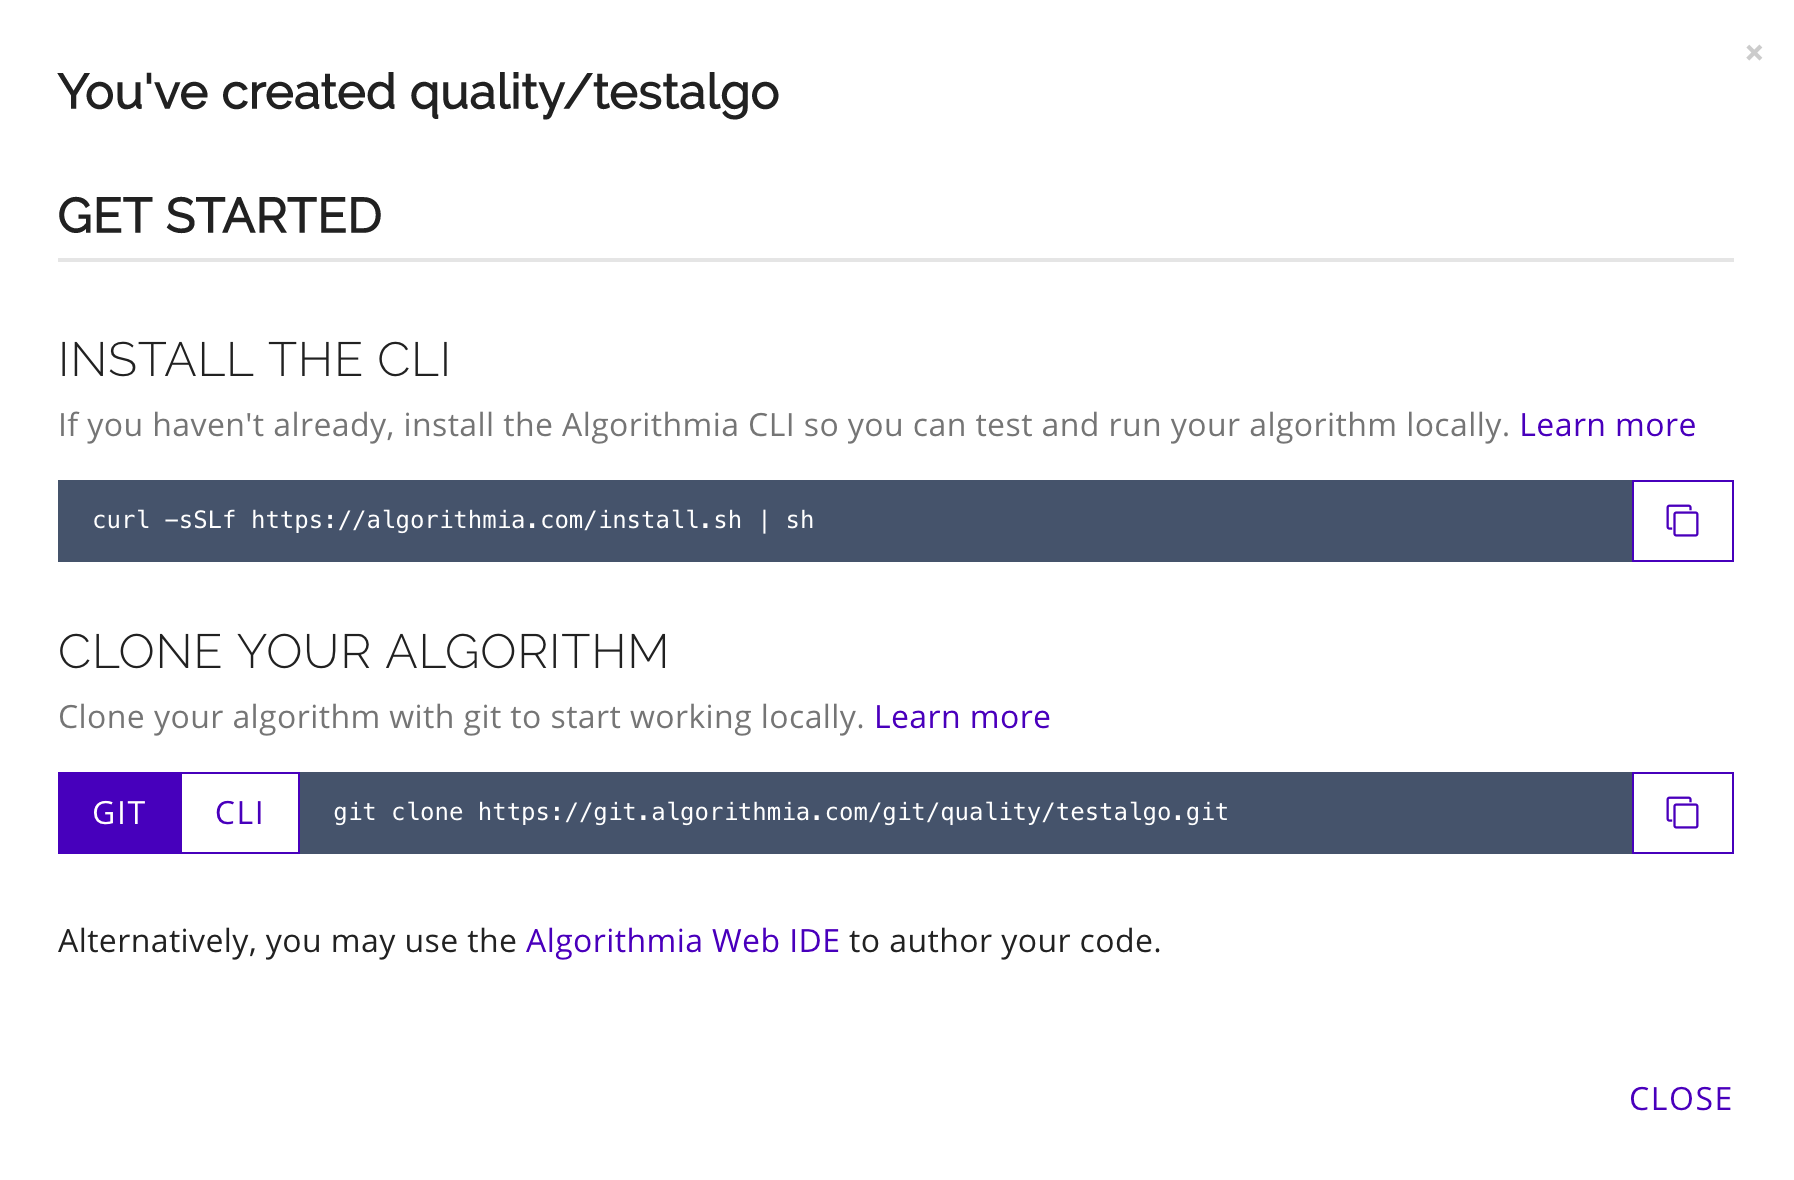 You've created quality/testalgo
GET STARTED
INSTALL THE CLI
If you haven't already, install the Algorithmia CLI so you can test and run your algorithm locally. Learn more
curl -sSLf https://algorithmia.com/install.sh | sh
CLONE YOUR ALGORITHM
Clone your algorithm with git to start working locally. Learn more
GIT CLI git clone https://git.algorithmia.com/git/quality/testalgo.git
Alternatively, you may use the Algorithmia Web IDE to author your code.
CLOSE